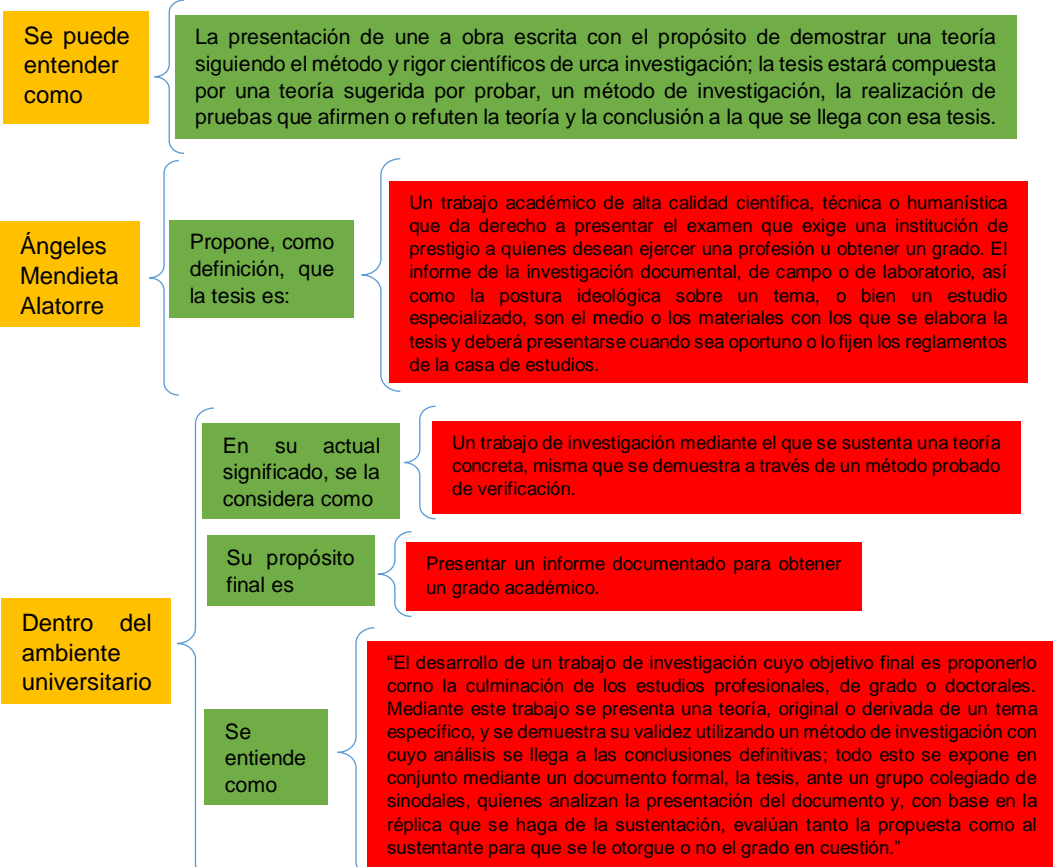 Se puede
entender
como
La presentación de une a obra escrita con el propósito de demostrar una teoría
siguiendo el método y rigor científicos de urca investigación; la tesis estará compuesta
por una teoría sugerida por probar, un método de investigación, la realización de
pruebas que afirmen o refuten la teoría y la conclusión a la que se llega con esa tesis.
Ángeles
Mendieta
Alatorre
Propone, como
definición, que
la tesis es:
Un trabajo académico de alta calidad científica, técnica o humanística
que da derecho a presentar el examen que exige una institución de
prestigio a quienes desean ejercer una profesión u obtener un grado. El
informe de la investigación documental, de campo o de laboratorio, así
como la postura ideológica sobre un tema, o bien un estudio
especializado, son el medio o los materiales con los que se elabora la
tesis y deberá presentarse cuando sea oportuno o lo fijen los reglamentos
de la casa de estudios.
Dentro del
ambiente
universitario
En su actual
significado, se la
considera como
Un trabajo de investigación mediante el que se sustenta una teoría
concreta, misma que se demuestra a través de un método probado
de verificación.
Su propósito
final es
Presentar un informe documentado para obtener
un grado académico.
Se
entiende
como
“El desarrollo de un trabajo de investigación cuyo objetivo final es proponerlo
corno la culminación de los estudios profesionales, de grado o doctorales.
Mediante este trabajo se presenta una teoría, original o derivada de un tema
específico, y se demuestra su validez utilizando un método de investigación con
cuyo análisis se llega a las conclusiones definitivas; todo esto se expone en
conjunto mediante un documento formal, la tesis, ante un grupo colegiado de
sinodales, quienes analizan la presentación del documento y, con base en la
réplica que se haga de la sustentación, evalúan tanto la propuesta como al
sustentante para que se le otorgue o no el grado en cuestión.”